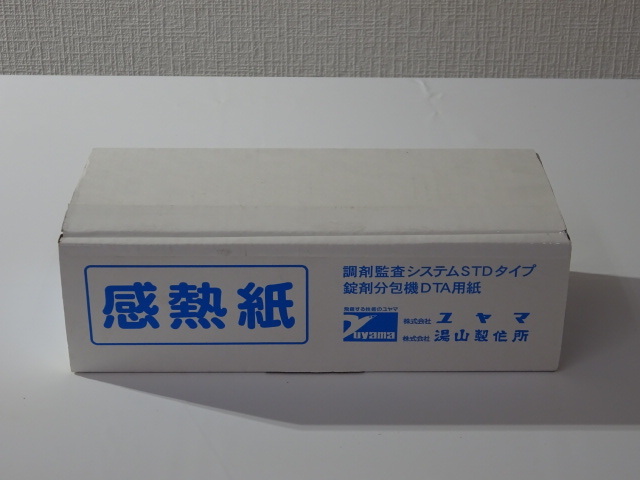 感熱紙
調剤監査システムSTDタイプ
錠剤分包機DTA用紙
yuyama
株式会社 ユヤマ
株式会社 湯山製作所